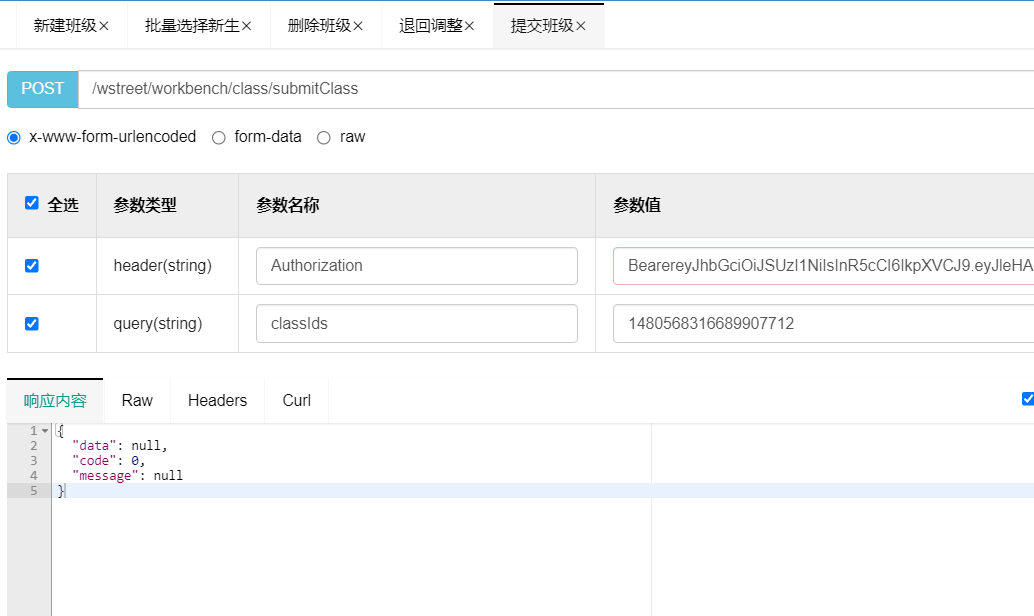 新建班级× 批量选择新生× 删除班级× 退回调整× 提交班级×
POST /wstreet/workbench/class/submitClass
x-www-form-urlencoded form-data raw
全选 参数类型 参数名称 参数值
header(string) Authorization BearereyJhbGciOiJSUzI1NiIsInR5cCI6IkpXVCJ9.eyJleHA
query(string) classIds 1480568316689907712
响应内容 Raw Headers Curl
1 {
2 "data": null,
3 "code": 0,
4 "message": null
5 }